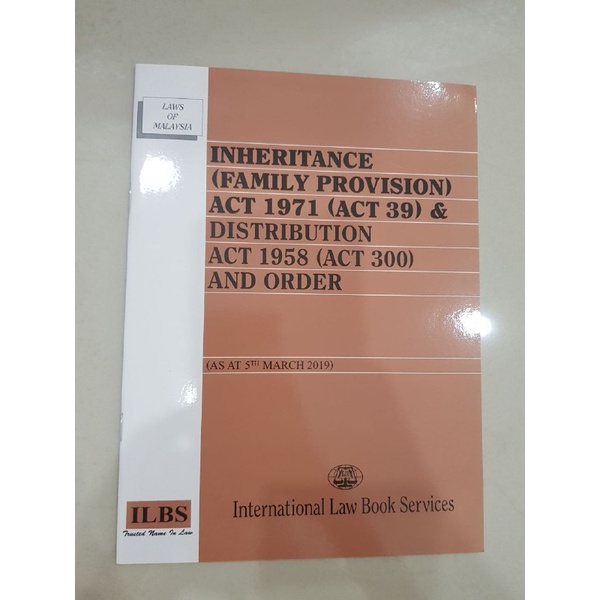 LAWS
OF
MALAYSIA
INHERITANCE
(FAMILY PROVISION)
ACT 1971 (ACT 39) &
DISTRIBUTION
ACT 1958 (ACT 300)
AND ORDER
(AS AT 5TH MARCH 2019)
International Law Book Services
ILBS
Trusted Name In Law